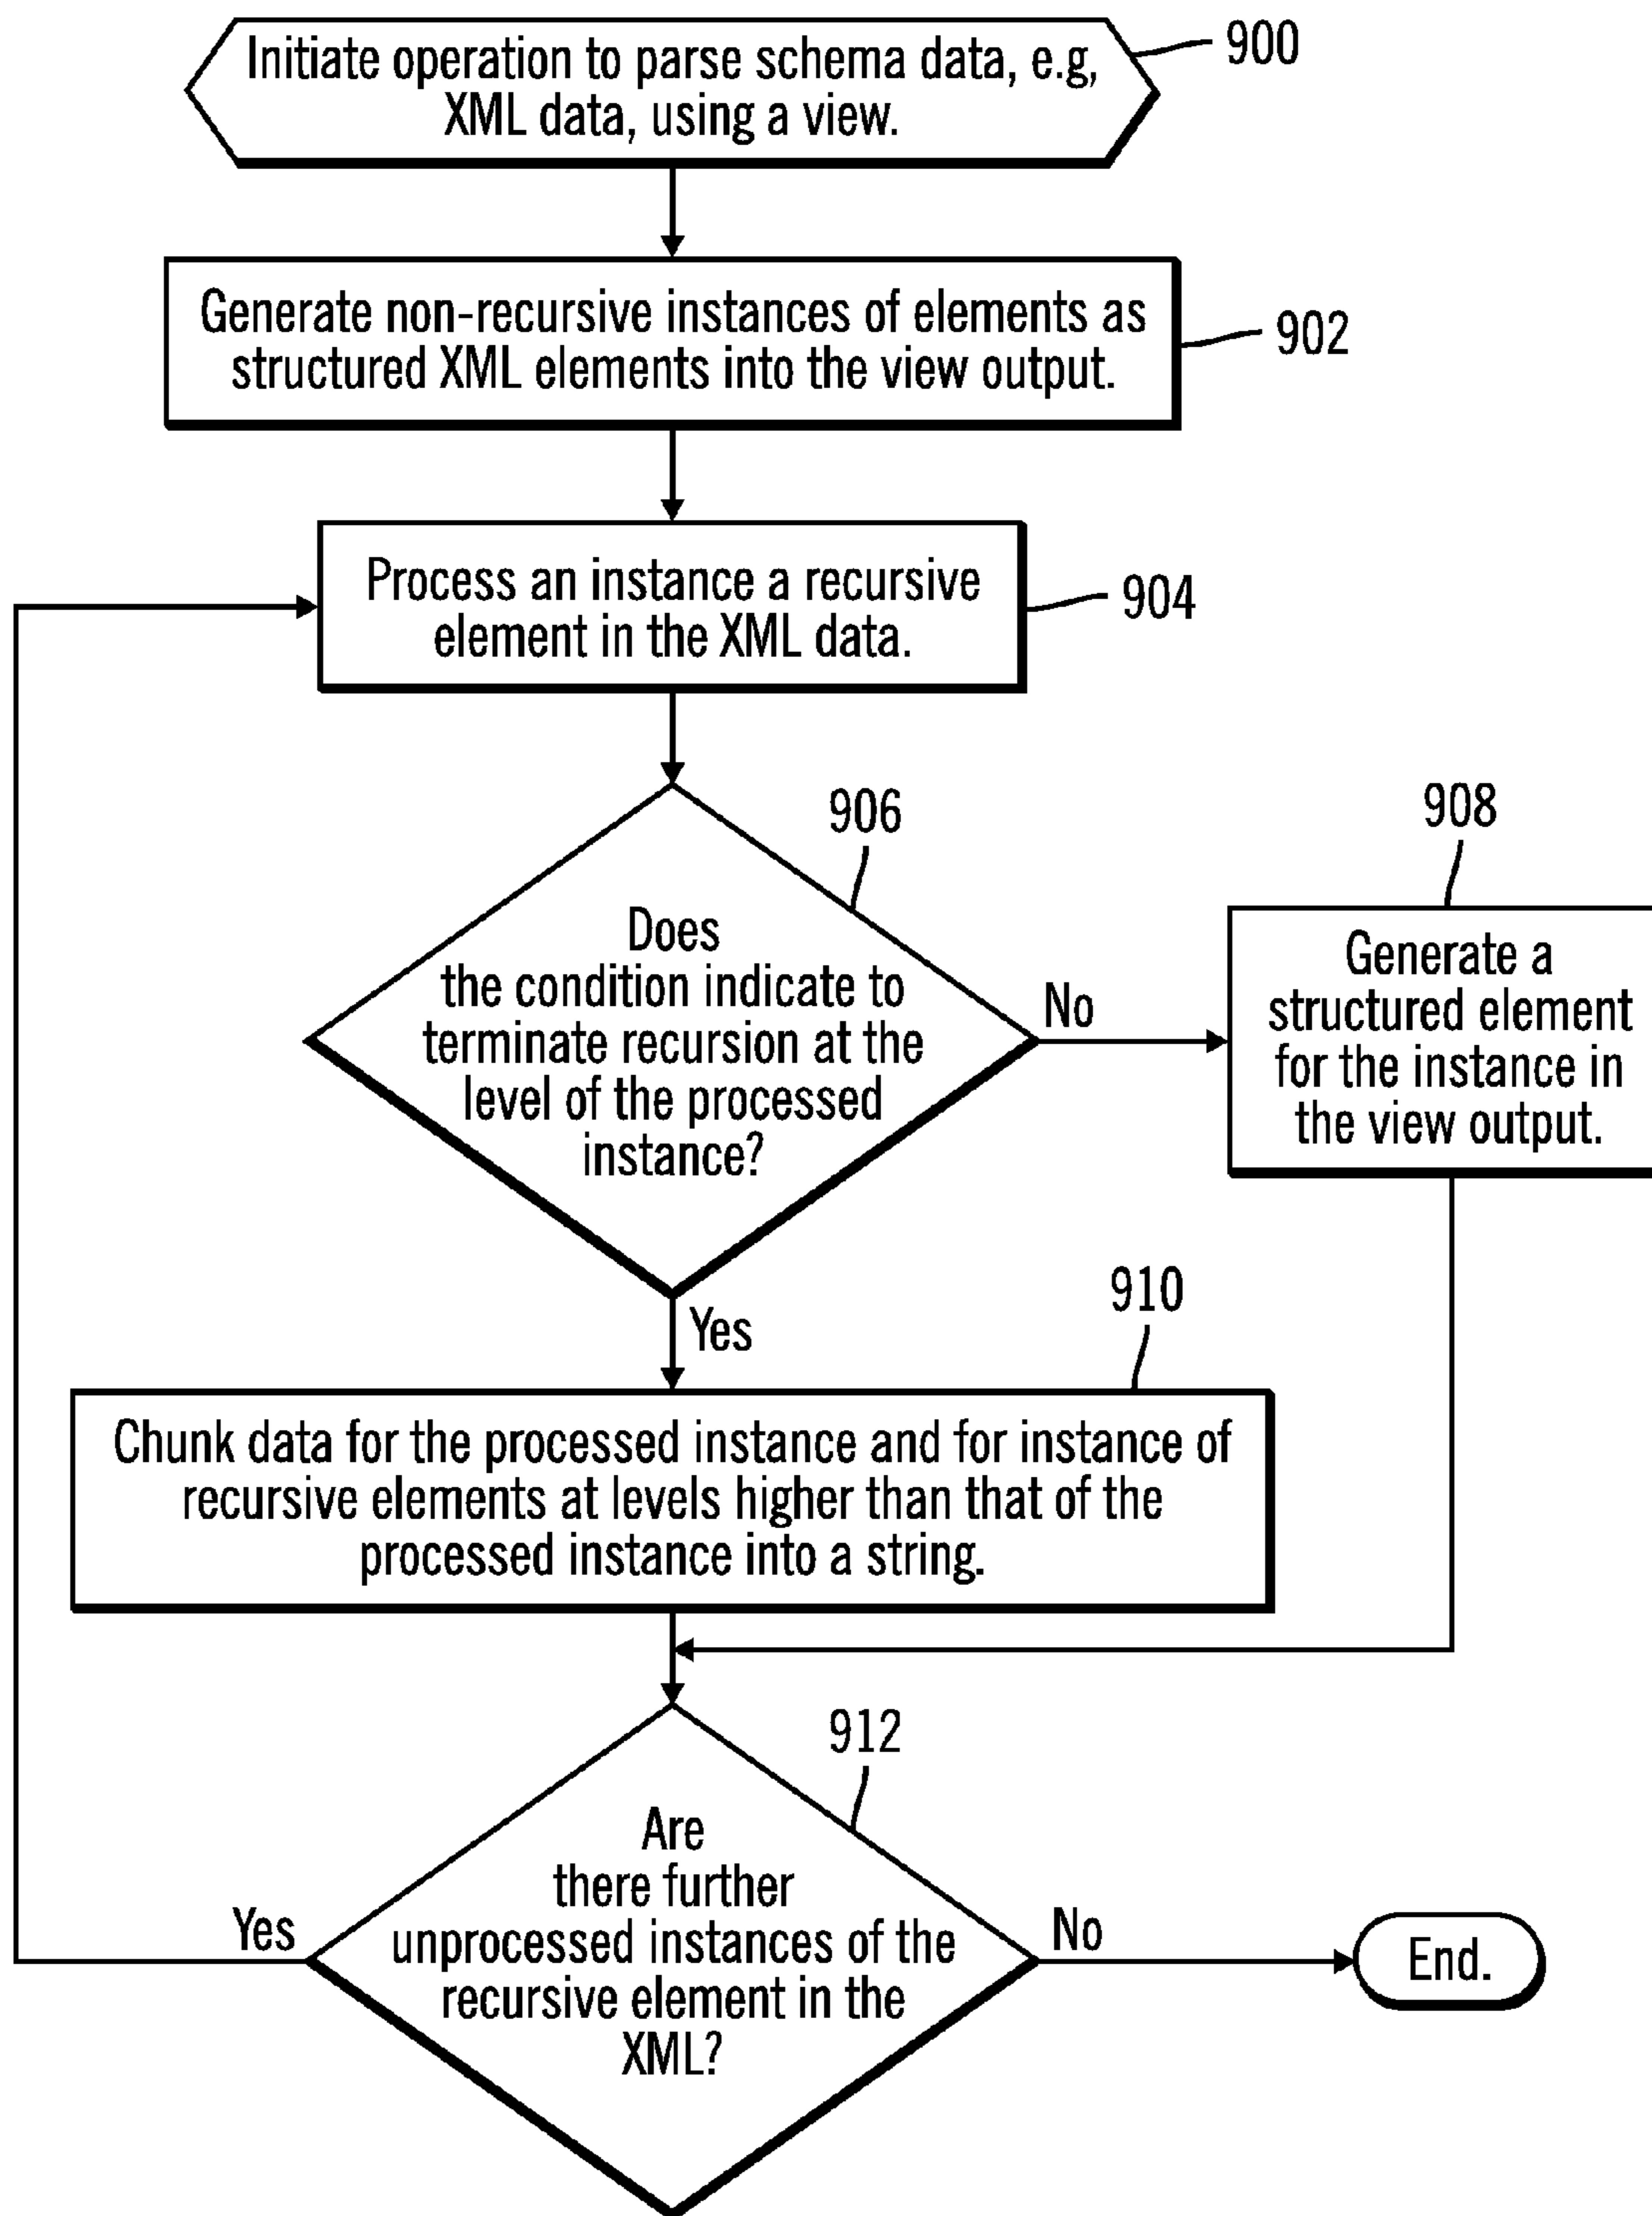 Initiate operation to parse schema data, e.g,
XML data, using a view.
900
Generate non-recursive instances of elements as
structured XML elements into the view output.
902
Process an instance a recursive
element in the XML data.
904
906
Does
the condition indicate to
terminate recursion at the
level of the processed
instance?
No
908
Generate a
structured element
for the instance in
the view output.
Yes
910
Chunk data for the processed instance and for instance of
recursive elements at levels higher than that of the
processed instance into a string.
912
Are
there further
unprocessed instances of the
recursive element in the
XML?
Yes
No
End.